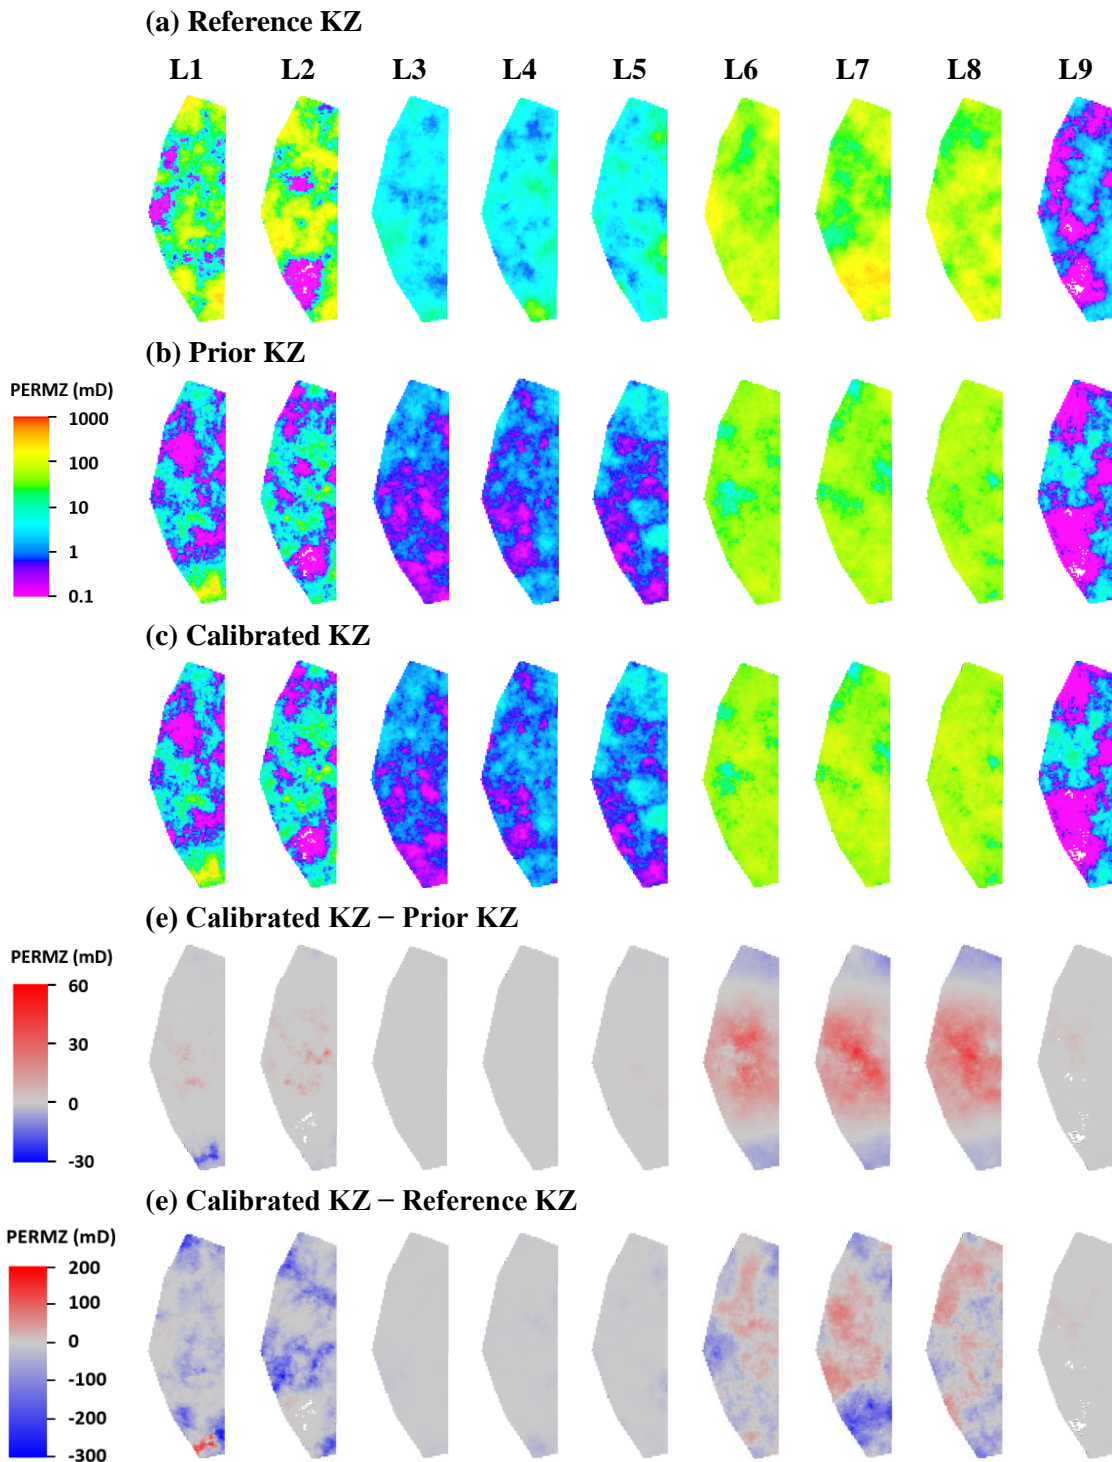 (a) Reference KZ
L1 L2 L3 L4 L5 L6 L7 L8 L9
(b) Prior KZ
PERMZ (mD)
1000
100
10
1
0.1
(c) Calibrated KZ
(e) Calibrated KZ − Prior KZ
PERMZ (mD)
60
30
0
-30
(e) Calibrated KZ − Reference KZ
PERMZ (mD)
200
100
0
-100
-200
-300